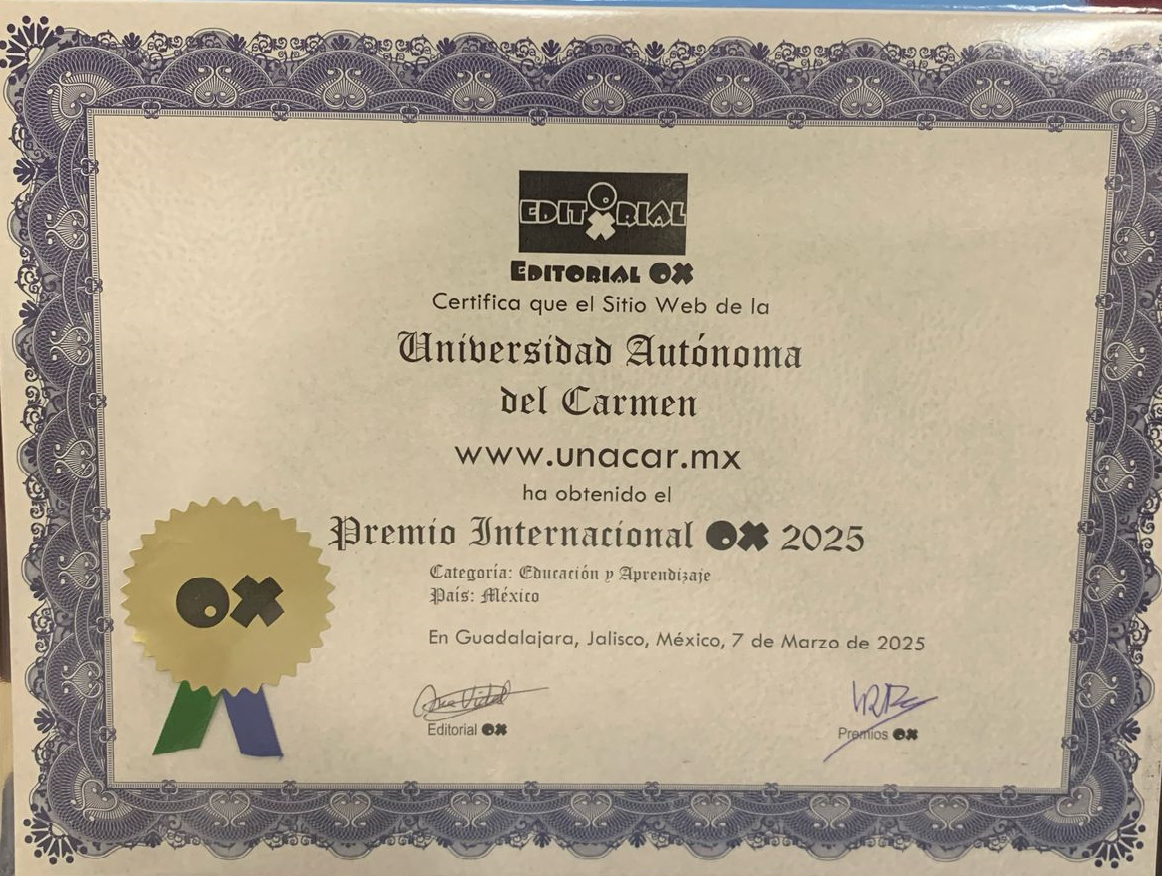 EDITORIAL
EDITORIAL OX
Certifica que el Sitio Web de la
Universidad Autónoma
del Carmen
www.unacar.mx
ha obtenido el
Premio Internacional OX 2025
Categoría: Educación y Aprendizaje
País: México
En Guadalajara, Jalisco, México, 7 de Marzo de 2025
OX
Editorial OX
Premios OX